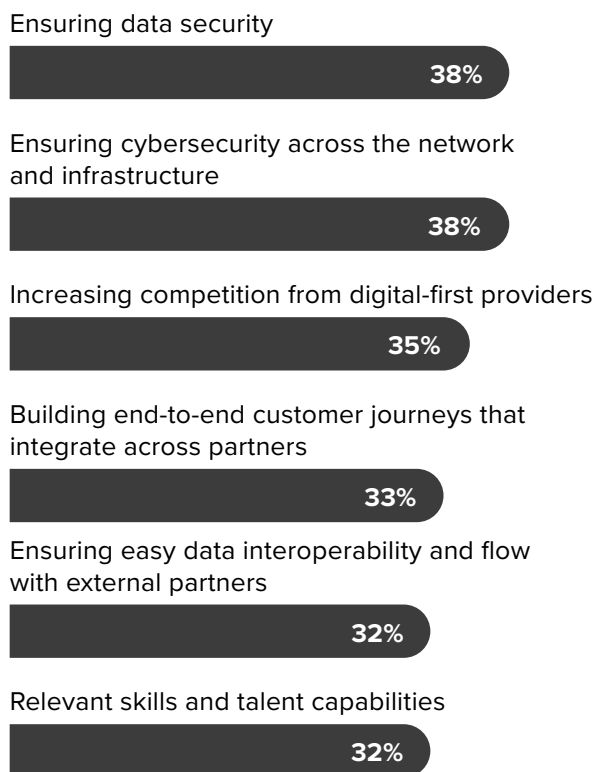 Ensuring data security
38%
Ensuring cybersecurity across the network
and infrastructure
38%
Increasing competition from digital-first providers
35%
Building end-to-end customer journeys that
integrate across partners
33%
Ensuring easy data interoperability and flow
with external partners
32%
Relevant skills and talent capabilities
32%